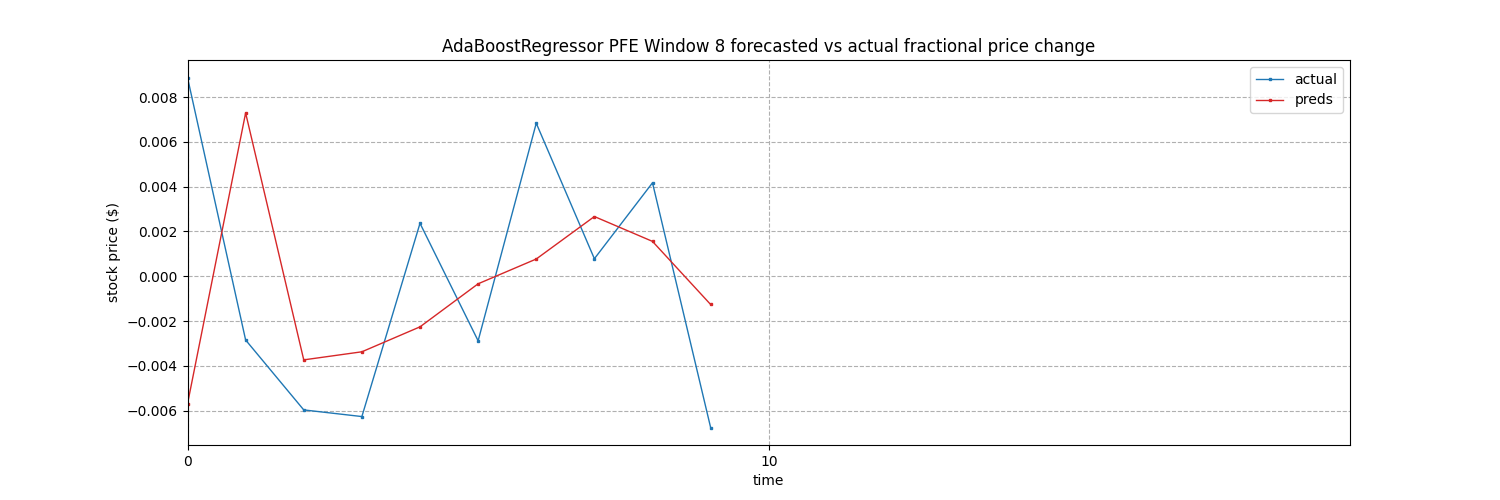 AdaBoostRegressor PFE Window 8 forecasted vs actual fractional price change
actual
preds
0.008
0.006
0.004
0.002
0.000
−0.002
−0.004
−0.006
stock price ($)
0
10
time